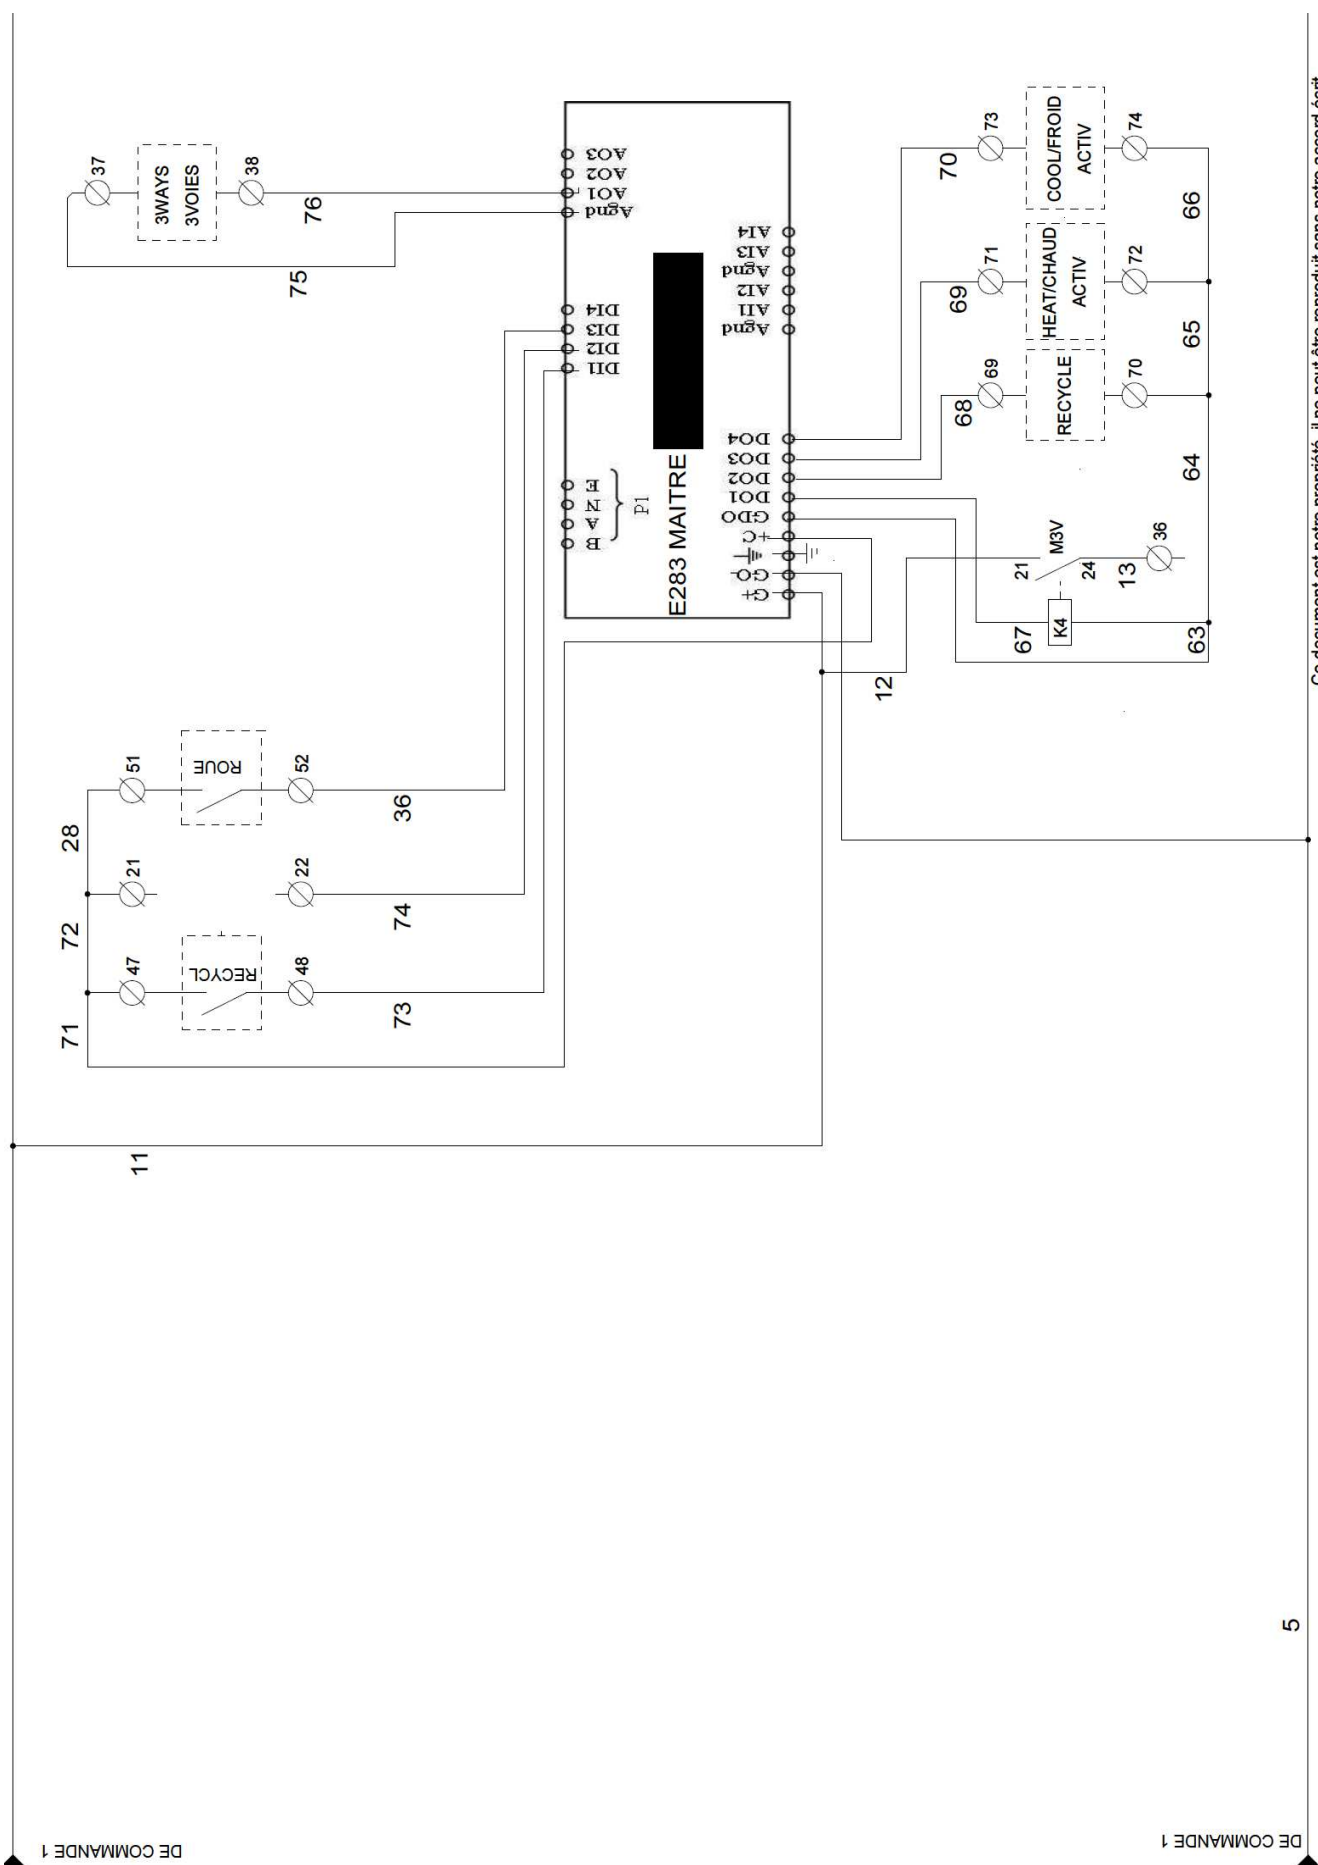 37
3WAYS
3VOIES
38
76
75
AO3
AO2
AO1
Agnd
DI4
DI3
DI2
DI1
E
N
A
B
P1
E283 MAITRE
AI4
AI3
Agnd
AI2
AI1
Agnd
DO4
DO3
DO2
DO1
GDO
C+
GO
G+
70
73
COOL/FROID
ACTIV
74
66
69
71
HEAT/CHAUD
ACTIV
72
65
68
69
RECYCLE
70
64
21
M3V
24
13
36
67
K4
63
12
28
51
ROUE
52
36
72
21
22
74
71
47
RECYCL
48
73
11
5
DE COMMANDE 1
DE COMMANDE 1